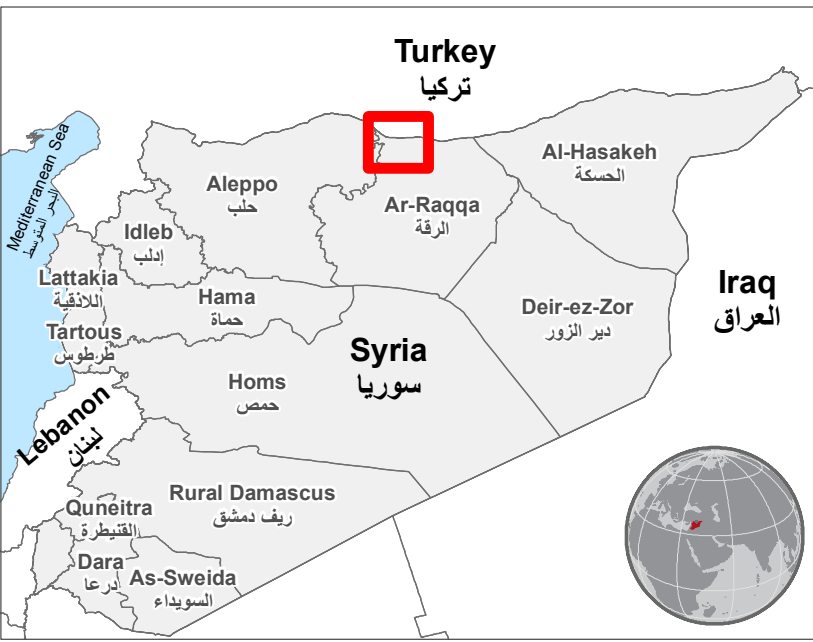 Turkey
تركيا
Mediterranean Sea
البحر المتوسط
Aleppo
حلب
Al-Hasakeh
الحسكة
Ar-Raqqa
الرقة
Idleb
إدلب
Lattakia
اللاذقية
Hama
حماة
Deir-ez-Zor
دير الزور
Iraq
العراق
Tartous
طرطوس
Syria
سوريا
Homs
حمص
Lebanon
لبنان
Rural Damascus
ريف دمشق
Quneitra
القنيطرة
Dara
درعا
As-Sweida
السويداء